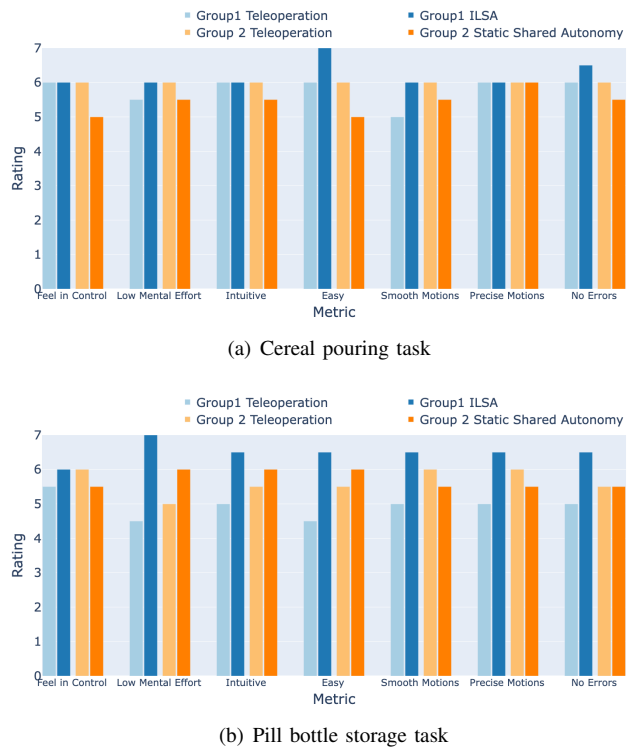 Group1 Teleoperation Group1 ILSA
Group 2 Teleoperation Group 2 Static Shared Autonomy
7
6
5
4
3
2
1
0
Rating
Feel in Control Low Mental Effort Intuitive Easy Smooth Motions Precise Motions No Errors
Metric
(a) Cereal pouring task
Group1 Teleoperation Group1 ILSA
Group 2 Teleoperation Group 2 Static Shared Autonomy
7
6
5
4
3
2
1
0
Rating
Feel in Control Low Mental Effort Intuitive Easy Smooth Motions Precise Motions No Errors
Metric
(b) Pill bottle storage task